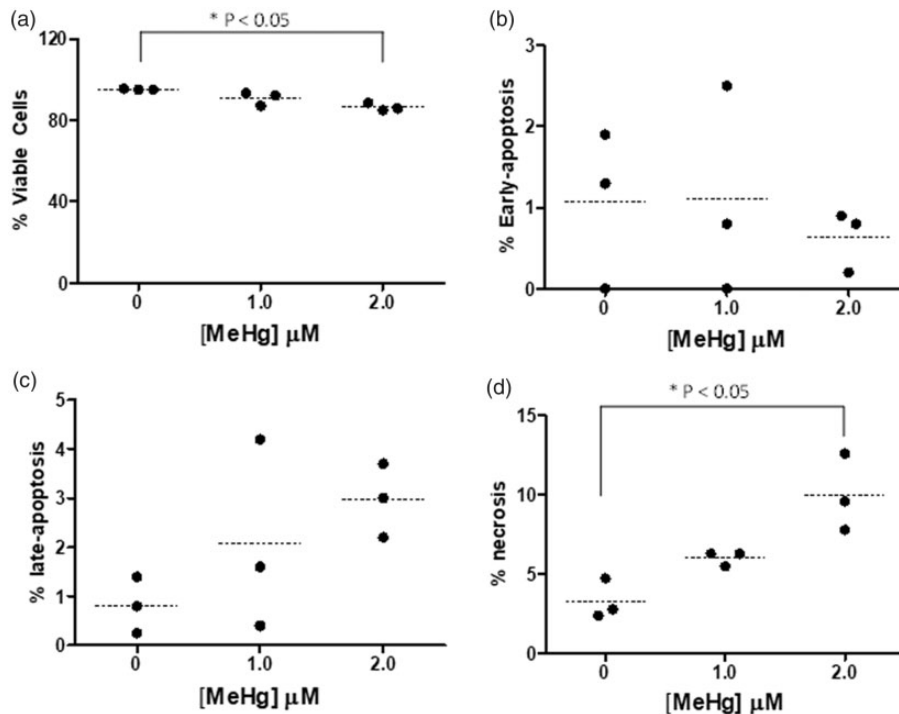 (a)
* P < 0.05
120
80
40
0
% Viable Cells
0 1.0 2.0
[MeHg] μM
(b)
3
2
1
0
% Early-apoptosis
0 1.0 2.0
[MeHg] μM
(c)
5
4
3
2
1
0
% late-apoptosis
0 1.0 2.0
[MeHg] μM
(d)
* P < 0.05
15
10
5
0
% necrosis
0 1.0 2.0
[MeHg] μM